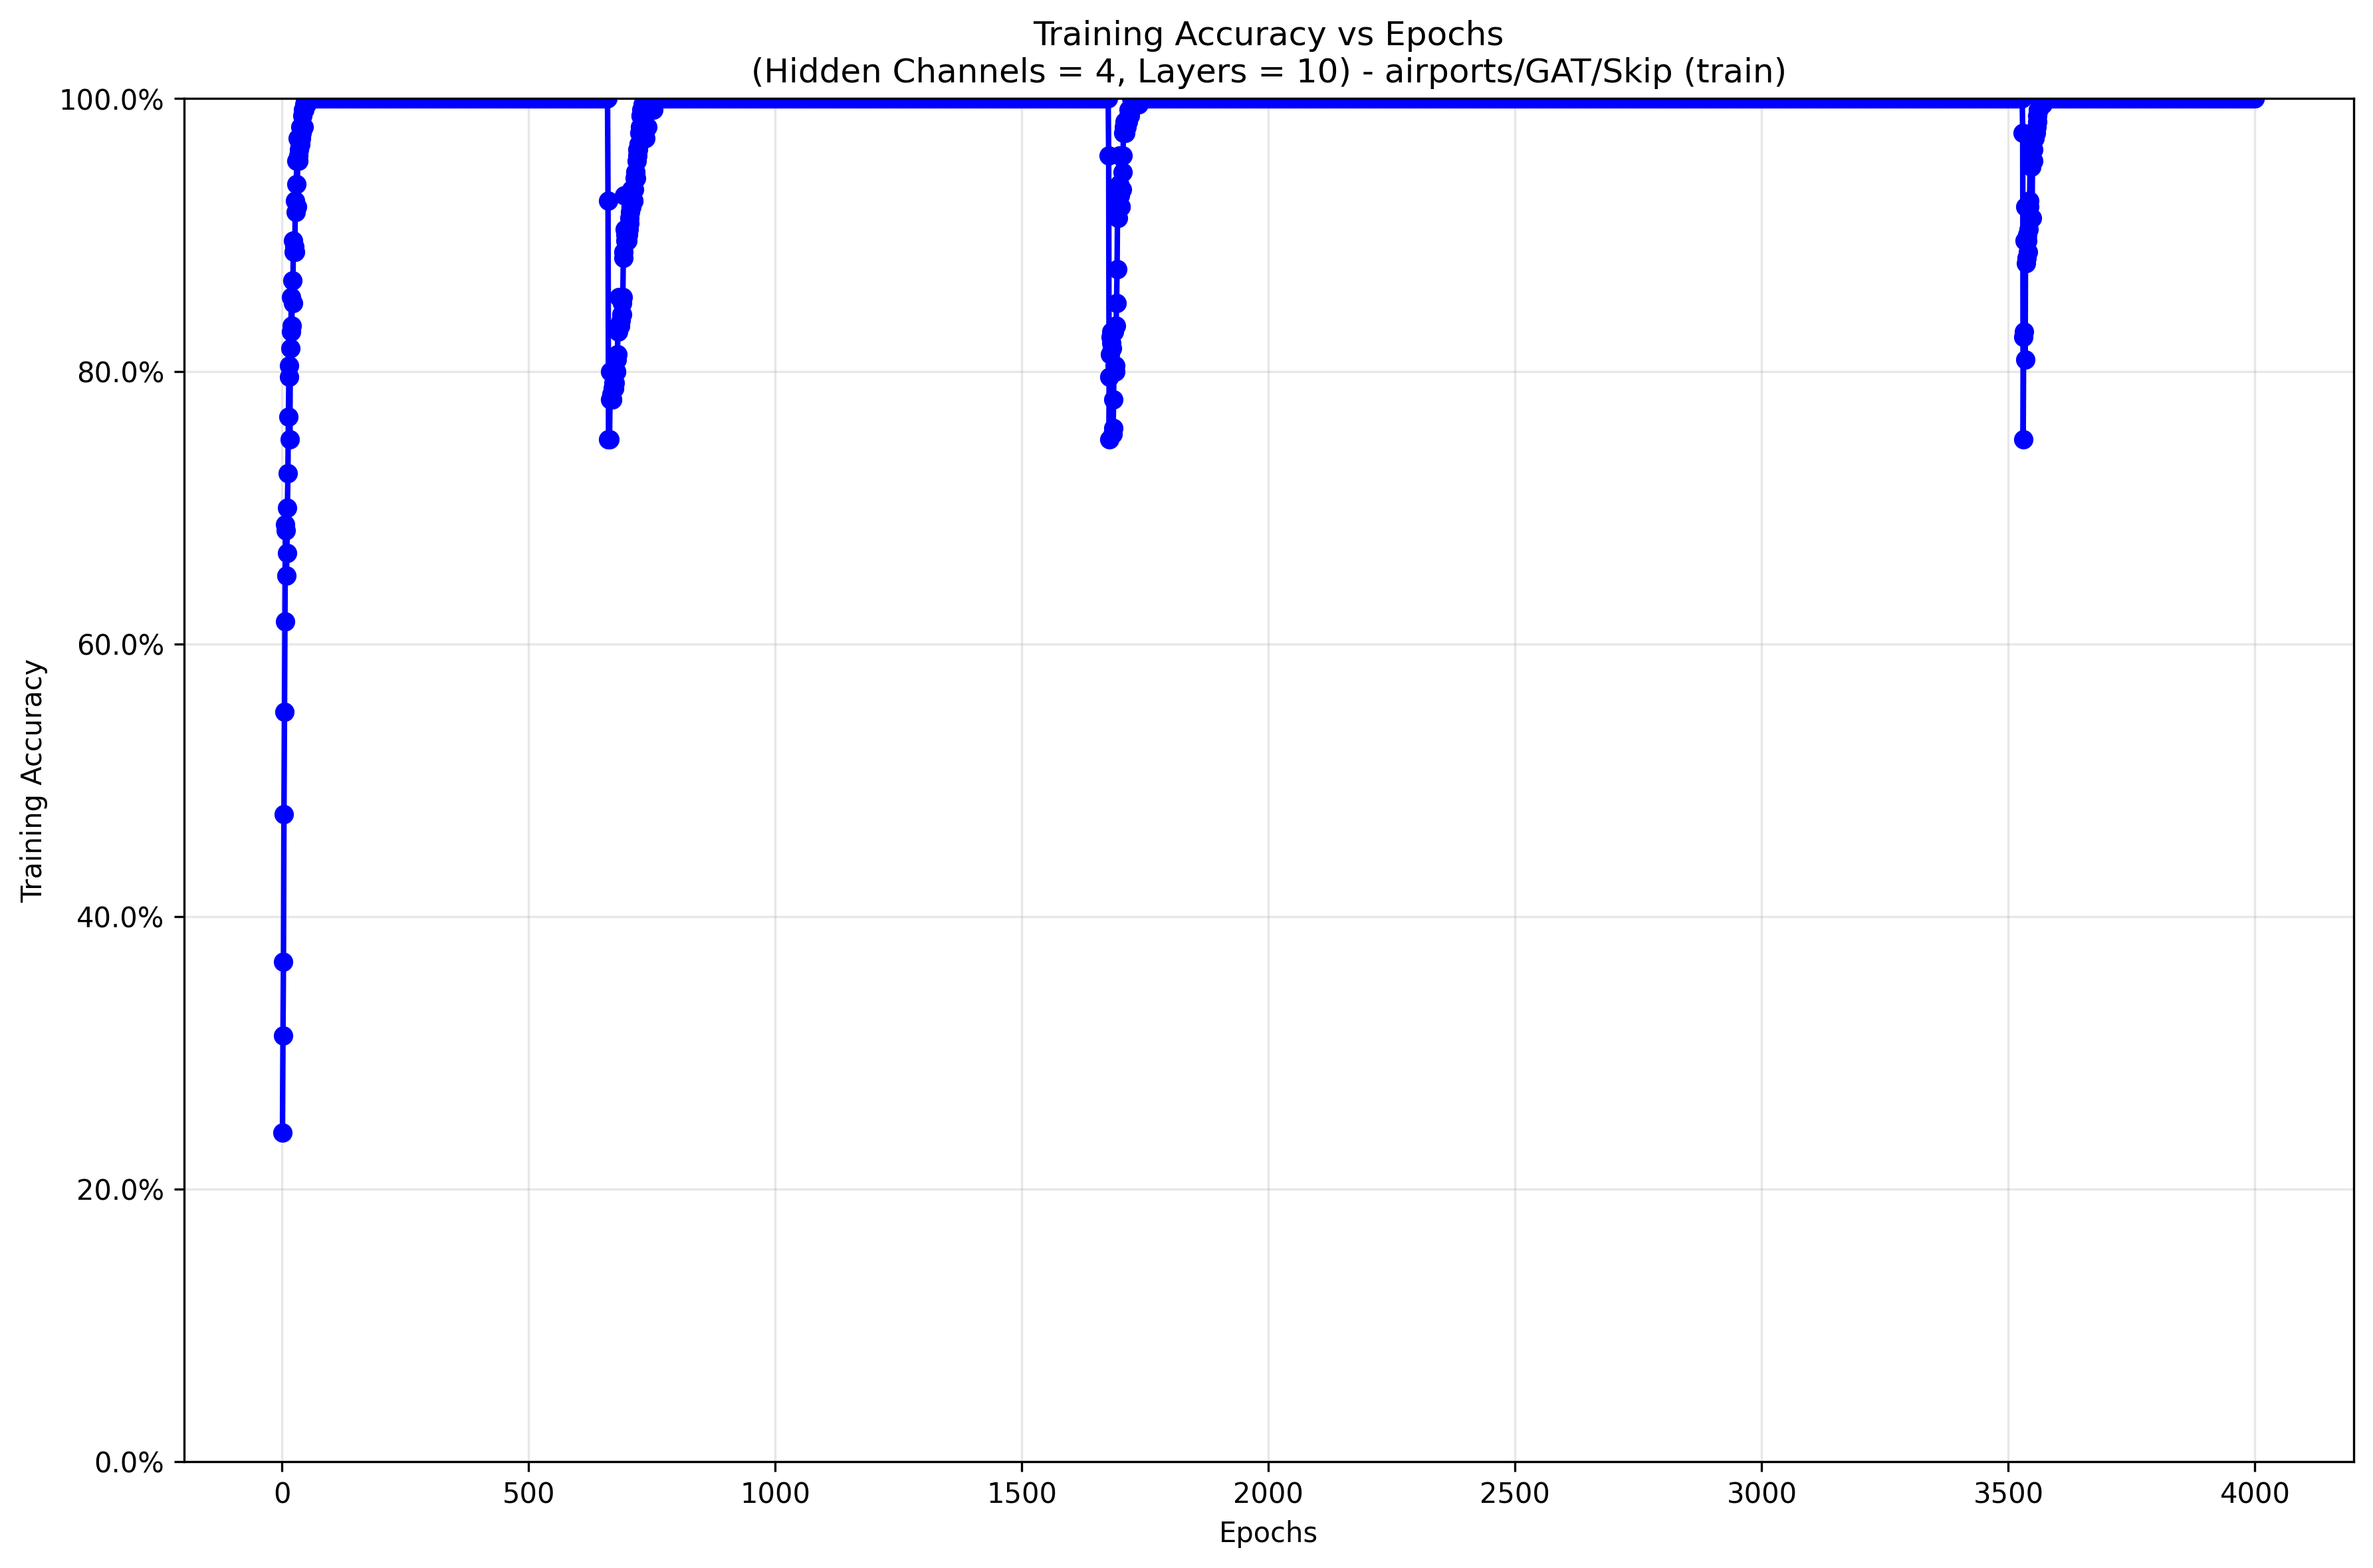 Training Accuracy vs Epochs
(Hidden Channels = 4, Layers = 10) - airports/GAT/Skip (train)
100.0%
80.0%
60.0%
40.0%
20.0%
0.0%
Training Accuracy
0 500 1000 1500 2000 2500 3000 3500 4000
Epochs